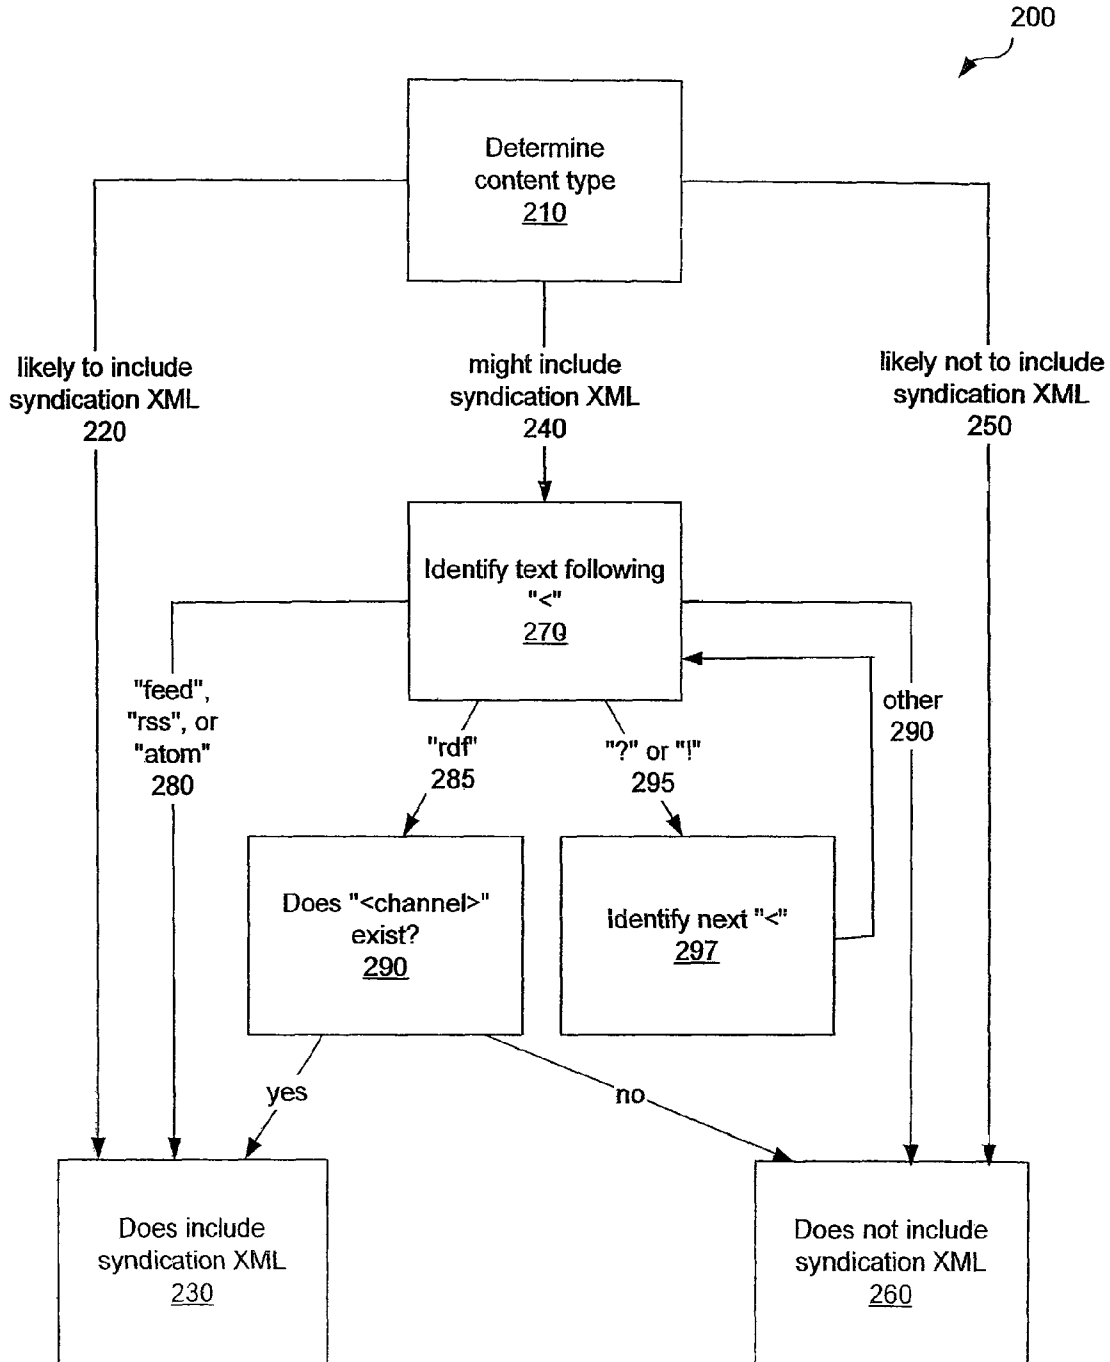 200
Determine
content type
210
likely to include
syndication XML
220
might include
syndication XML
240
likely not to include
syndication XML
250
Identify text following
"<"
270
"feed",
"rss", or
"atom"
280
"rdf"
285
"?" or "!"
295
other
290
Does "<channel>"
exist?
290
Identify next "<"
297
yes
no
Does include
syndication XML
230
Does not include
syndication XML
260